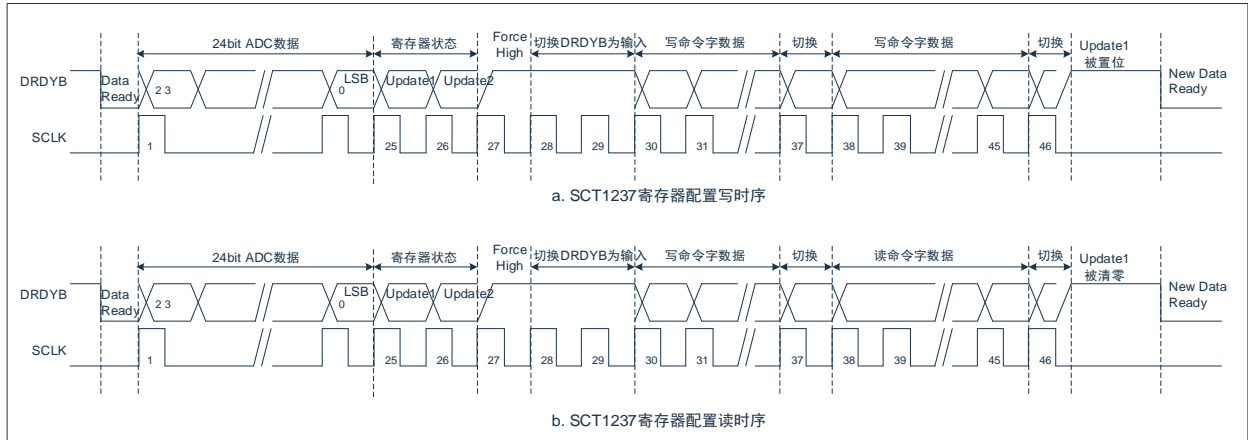 24bit ADC数据 寄存器状态 Force High 切换DRDYB为输入 写命令字数据 切换 写命令字数据 切换 Update1 被置位
DRDYB Data Ready 2 3 LSB 0 Update1 Update2 New Data Ready
SCLK 1 25 26 27 28 29 30 31 37 38 39 45 46
a. SCT1237寄存器配置写时序
24bit ADC数据 寄存器状态 Force High 切换DRDYB为输入 写命令字数据 切换 读命令字数据 切换 Update1 被清零
DRDYB Data Ready 2 3 LSB 0 Update1 Update2 New Data Ready
SCLK 1 25 26 27 28 29 30 31 37 38 39 45 46
b. SCT1237寄存器配置读时序